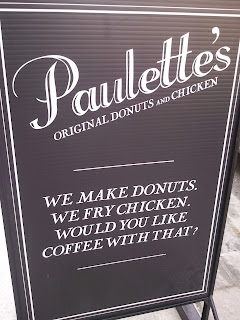 Paulette's
ORIGINAL DONUTS AND CHICKEN
WE MAKE DONUTS.
WE FRY CHICKEN.
WOULD YOU LIKE
COFFEE WITH THAT?